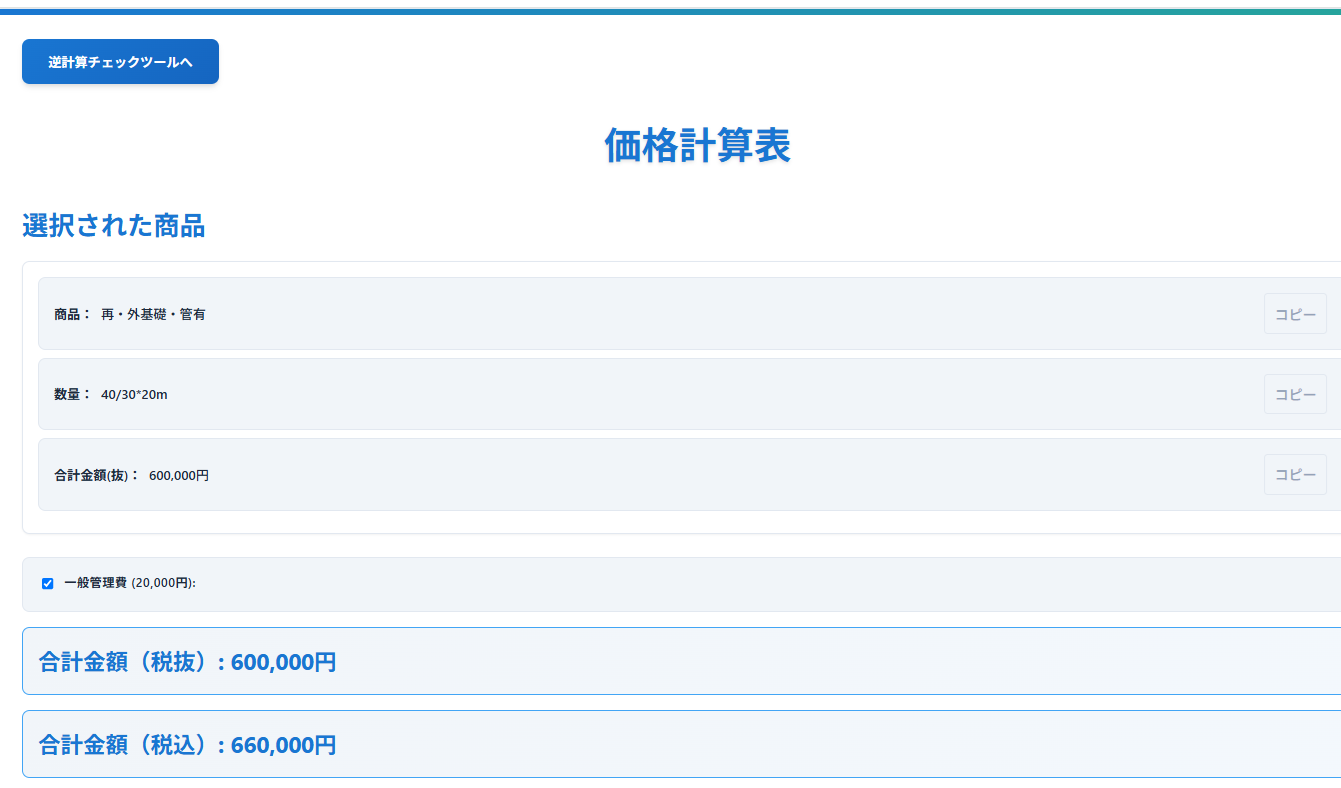 逆計算チェックツールへ
価格計算表
選択された商品
商品： 再・外基礎・管有
コピー
数量： 40/30*20m
コピー
合計金額(抜)： 600,000円
コピー
一般管理費 (20,000円):
合計金額（税抜）: 600,000円
合計金額（税込）: 660,000円